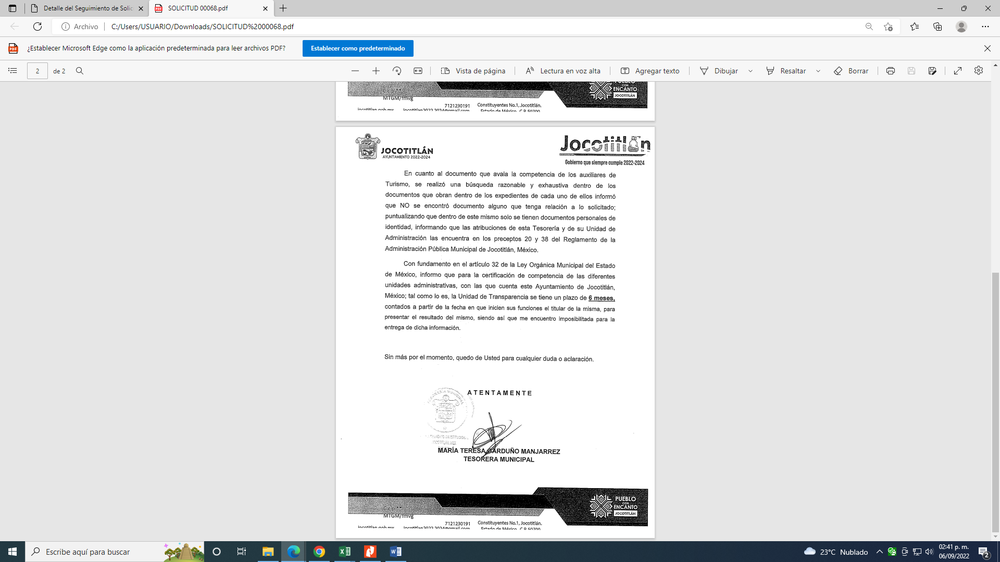 Detalle del Seguimiento de Solic
SOLICITUD 00068.pdf
Archivo
C:/Users/USUARIO/Downloads/SOLICITUD%2000068.pdf
¿Establecer Microsoft Edge como la aplicación predeterminada para leer archivos PDF?
Establecer como predeterminado
2
de 2
Vista de página
Lectura en voz alta
Agregar texto
Dibujar
Resaltar
Borrar
C.c.p.**
MTGM/fmvg
PUEBLO
CON
ENCANTO
JOCOTITLÁN
7121230191
Constituyentes No.1, Jocotitlán.
jocotitlan.gob.mx
jocotitlan2022.2024@gmail.com
Estado de México, C.P. 50700
JOCOTITLÁN
AYUNTAMIENTO 2022-2024
Jocotitlán
Gobierno que siempre cumple 2022-2024
En cuanto al documento que avala la competencia de los auxiliares de
Turismo, se realizó una búsqueda razonable y exhaustiva dentro de los
documentos que obran dentro de los expedientes de cada uno de ellos informó
que NO se encontró documento alguno que tenga relación a lo solicitado;
puntualizando que dentro de este mismo solo se tienen documentos personales de
identidad, informando que las atribuciones de esta Tesorería y de su Unidad de
Administración las encuentra en los preceptos 20 y 38 del Reglamento de la
Administración Pública Municipal de Jocotitlán, México.
Con fundamento en el artículo 32 de la Ley Orgánica Municipal del Estado
de México, informo que para la certificación de competencia de las diferentes
unidades administrativas, con las que cuenta este Ayuntamiento de Jocotitlán,
México; tal como lo es, la Unidad de Transparencia se tiene un plazo de 6 meses,
contados a partir de la fecha en que inicien sus funciones el titular de la misma, para
presentar el resultado del mismo, siendo así que me encuentro imposibilitada para la
entrega de dicha información.
Sin más por el momento, quedo de Usted para cualquier duda o aclaración.
ATENTAMENTE
TESORERÍA MUNICIPAL
JOCOTITLAN, MEX.
MARÍA TERESA GARDUÑO MANJARREZ
TESORERA MUNICIPAL
C.c.p.**
MTGM/fmvg
PUEBLO
CON
ENCANTO
JOCOTITLÁN
7121230191
Constituyentes No.1, Jocotitlán.
jocotitlan.gob.mx
jocotitlan2022.2024@gmail.com
Estado de México, C.P. 50700
Escribe aquí para buscar
23°C Nublado
02:41 p. m.
06/09/2022
2